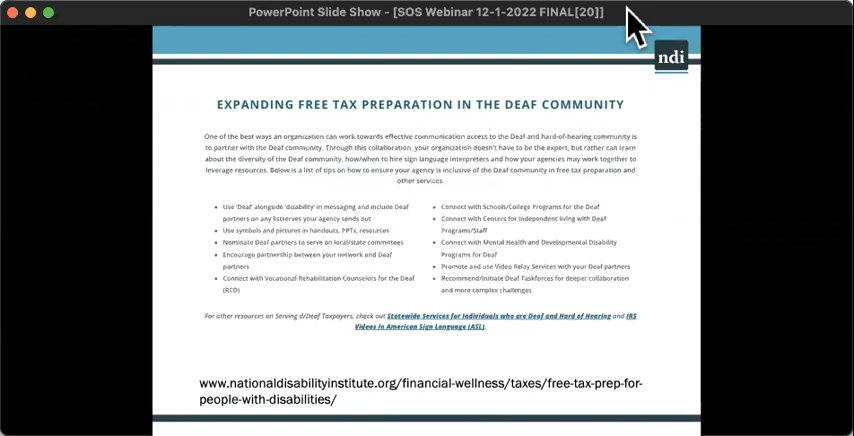 PowerPoint Slide Show - [SOS Webinar 12-1-2022 FINAL[20]]
ndi
EXPANDING FREE TAX PREPARATION IN THE DEAF COMMUNITY
One of the best ways an organization can work towards effective communication access to the Deaf and hard-of-hearing community is
to partner with the Deaf community. Through this collaboration, your organization doesn't have to be the expert, but rather can learn
about the diversity of the Deaf community, how/when to hire sign language interpreters and how your agencies may work together to
leverage resources. Below is a list of tips on how to ensure your agency is inclusive of the Deaf community in free tax preparation and
other services.
• Use 'Deaf' alongside 'disability' in messaging and include Deaf
partners on any listserves your agency sends out
• Use symbols and pictures in handouts, PPTs, resources
• Nominate Deaf partners to serve on local/state committees
• Encourage partnership between your network and Deaf
partners
• Connect with Vocational Rehabilitation Counselors for the Deaf
(RCD)
• Connect with Schools/College Programs for the Deaf
• Connect with Centers for Independent living with Deaf
Programs/Staff
• Connect with Mental Health and Developmental Disability
Programs for Deaf
• Promote and use Video Relay Services with your Deaf partners
• Recommend/Initiate Deaf Taskforces for deeper collaboration
and more complex challenges
For other resources on Serving d/Deaf Taxpayers, check out Statewide Services for Individuals who are Deaf and Hard of Hearing and IRS
Videos in American Sign Language (ASL).
www.nationaldisabilityinstitute.org/financial-wellness/taxes/free-tax-prep-for-
people-with-disabilities/